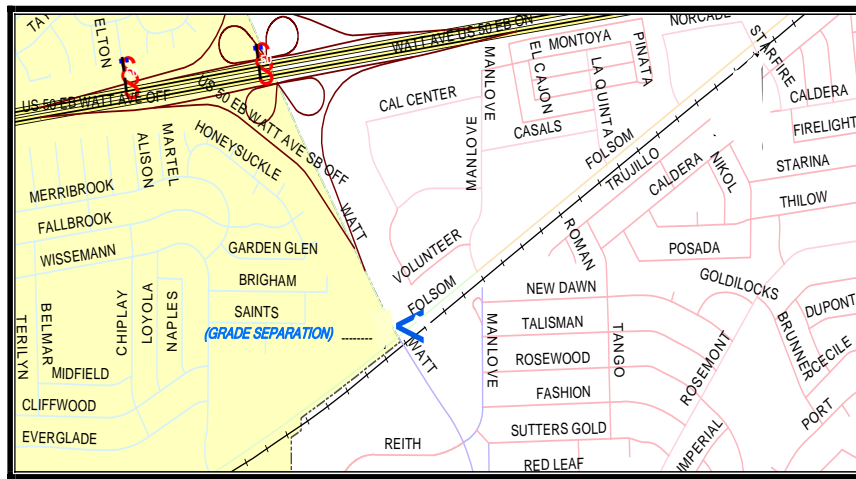 TA
ELTON
US 50 EB WATT AVE OFF
WATT AVE US 50 EB ON
US 50 EB WATT AVE SB OFF
MONTOYA
EL CAJON
LA QUINTA
PINATA
NORCADE
STARFIRE
CAL CENTER
MANLOVE
CASALS
MANLOVE
CALDERA
FIRELIGHT
STARINA
THILOW
FOLSOM
TRUJILLO
CALDERA
NIKOL
MARTEL
ALISON
HONEYSUCKLE
MERRIBROOK
FALLBROOK
WISSEMANN
GARDEN GLEN
BRIGHAM
SAINTS
(GRADE SEPARATION)
WATT
VOLUNTEER
FOLSOM
WATT
ROMAN
POSADA
GOLDILOCKS
NEW DAWN
TALISMAN
ROSEWOOD
FASHION
SUTTERS GOLD
RED LEAF
MANLOVE
TANGO
ROSEMONT
IMPERIAL
BRUNNER
DUPONT
CECILE
PORT
REITH
TERILYN
BELMAR
CHIPLAY
LOYOLA
NAPLES
MIDFIELD
CLIFFWOOD
EVERGLADE